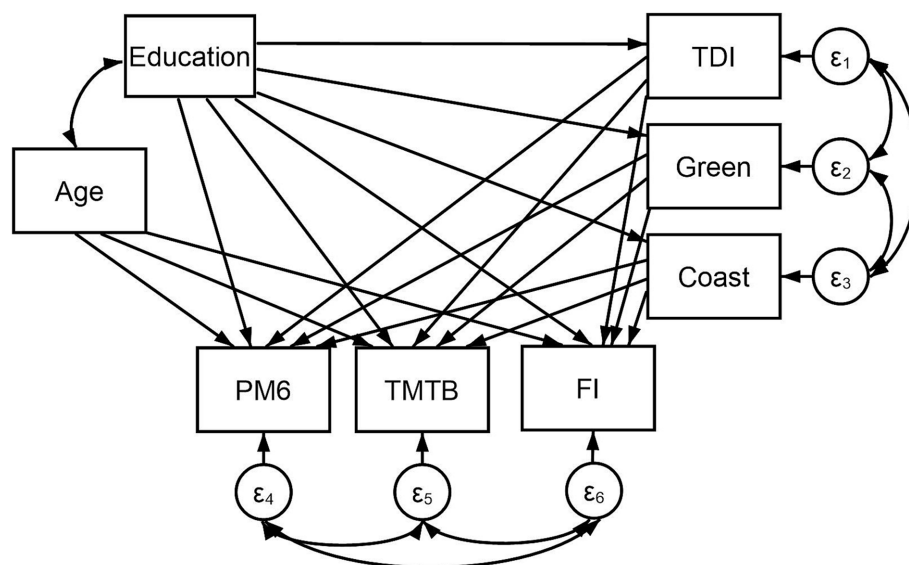 Education
TDI
ε1
Age
Green
ε2
Coast
ε3
PM6
TMTB
FI
ε4
ε5
ε6